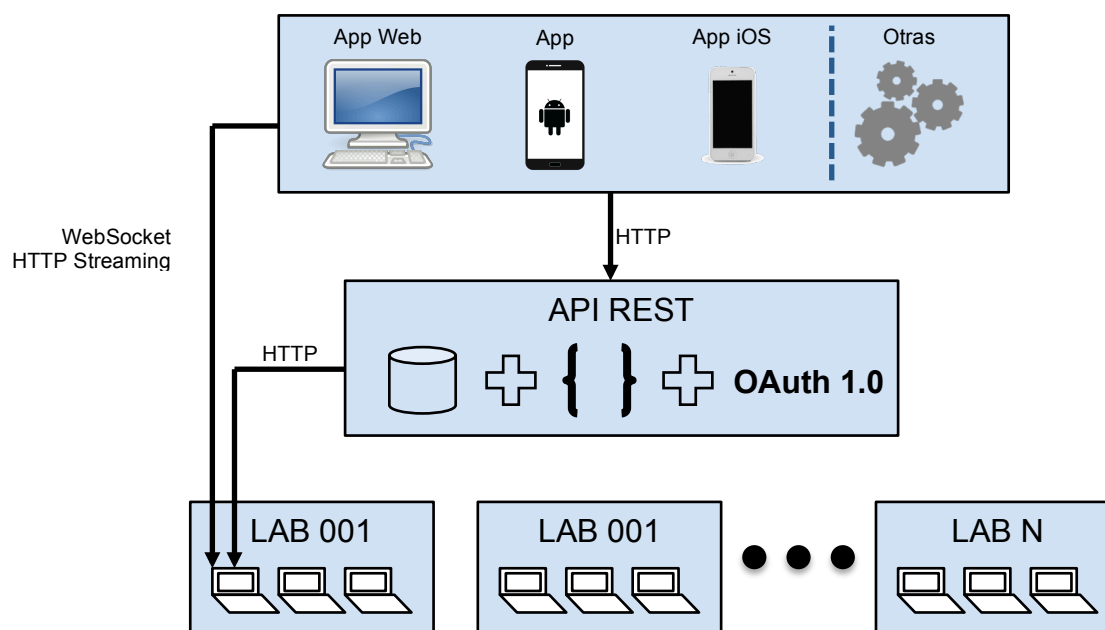 App Web
App
App iOS
Otras
WebSocket
HTTP Streaming
HTTP
API REST
HTTP
{ }
OAuth 1.0
LAB 001
LAB 001
LAB N